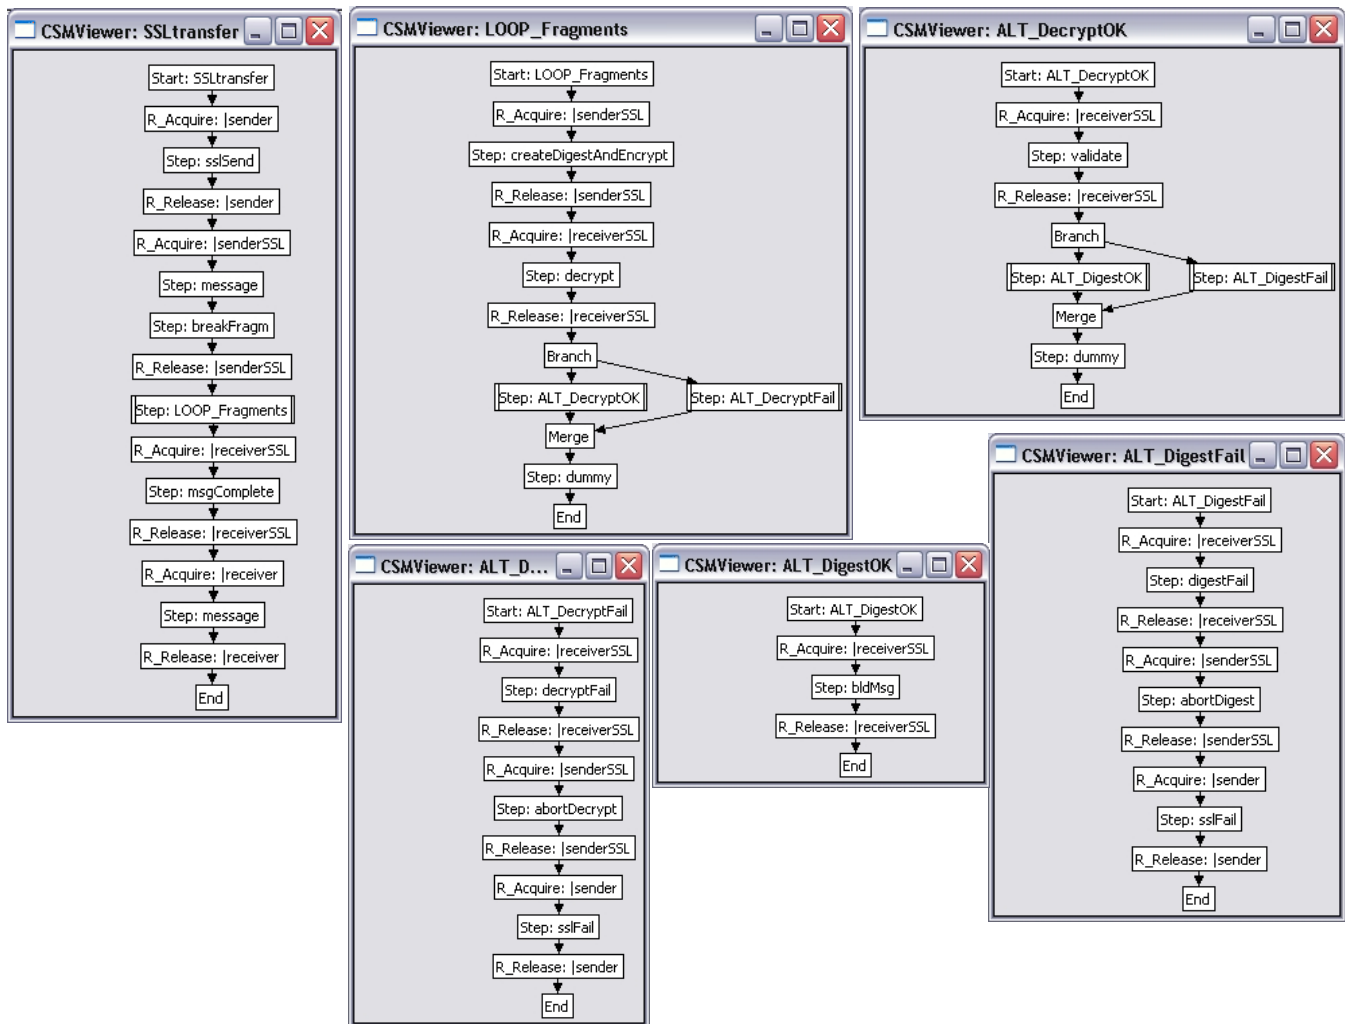 CSMViewer: SSLtransfer
Start: SSLtransfer
R_Acquire: |sender
Step: sslSend
R_Release: |sender
R_Acquire: |senderSSL
Step: message
Step: breakFragm
R_Release: |senderSSL
Step: LOOP_Fragments
R_Acquire: |receiverSSL
Step: msgComplete
R_Release: |receiverSSL
R_Acquire: |receiver
Step: message
R_Release: |receiver
End
CSMViewer: LOOP_Fragments
Start: LOOP_Fragments
R_Acquire: |senderSSL
Step: createDigestAndEncrypt
R_Release: |senderSSL
R_Acquire: |receiverSSL
Step: decrypt
R_Release: |receiverSSL
Branch
Step: ALT_DecryptOK
Step: ALT_DecryptFail
Merge
Step: dummy
End
CSMViewer: ALT_DecryptOK
Start: ALT_DecryptOK
R_Acquire: |receiverSSL
Step: validate
R_Release: |receiverSSL
Branch
Step: ALT_DigestOK
Step: ALT_DigestFail
Merge
Step: dummy
End
CSMViewer: ALT_D...
Start: ALT_DecryptFail
R_Acquire: |receiverSSL
Step: decryptFail
R_Release: |receiverSSL
R_Acquire: |senderSSL
Step: abortDecrypt
R_Release: |senderSSL
R_Acquire: |sender
Step: sslFail
R_Release: |sender
End
CSMViewer: ALT_DigestOK
Start: ALT_DigestOK
R_Acquire: |receiverSSL
Step: bldMsg
R_Release: |receiverSSL
End
CSMViewer: ALT_DigestFail
Start: ALT_DigestFail
R_Acquire: |receiverSSL
Step: digestFail
R_Release: |receiverSSL
R_Acquire: |senderSSL
Step: abortDigest
R_Release: |senderSSL
R_Acquire: |sender
Step: sslFail
R_Release: |sender
End